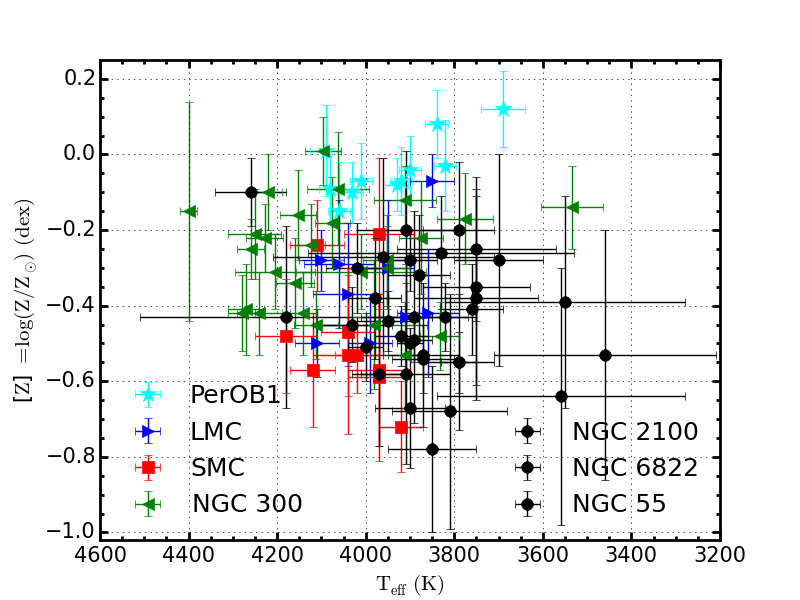 0.2
0.0
−0.2
−0.4
−0.6
−0.8
−1.0
[Z] =log(Z/Z☉) (dex)
PerOB1
LMC
SMC
NGC 300
NGC 2100
NGC 6822
NGC 55
4600 4400 4200 4000 3800 3600 3400 3200
T_eff (K)